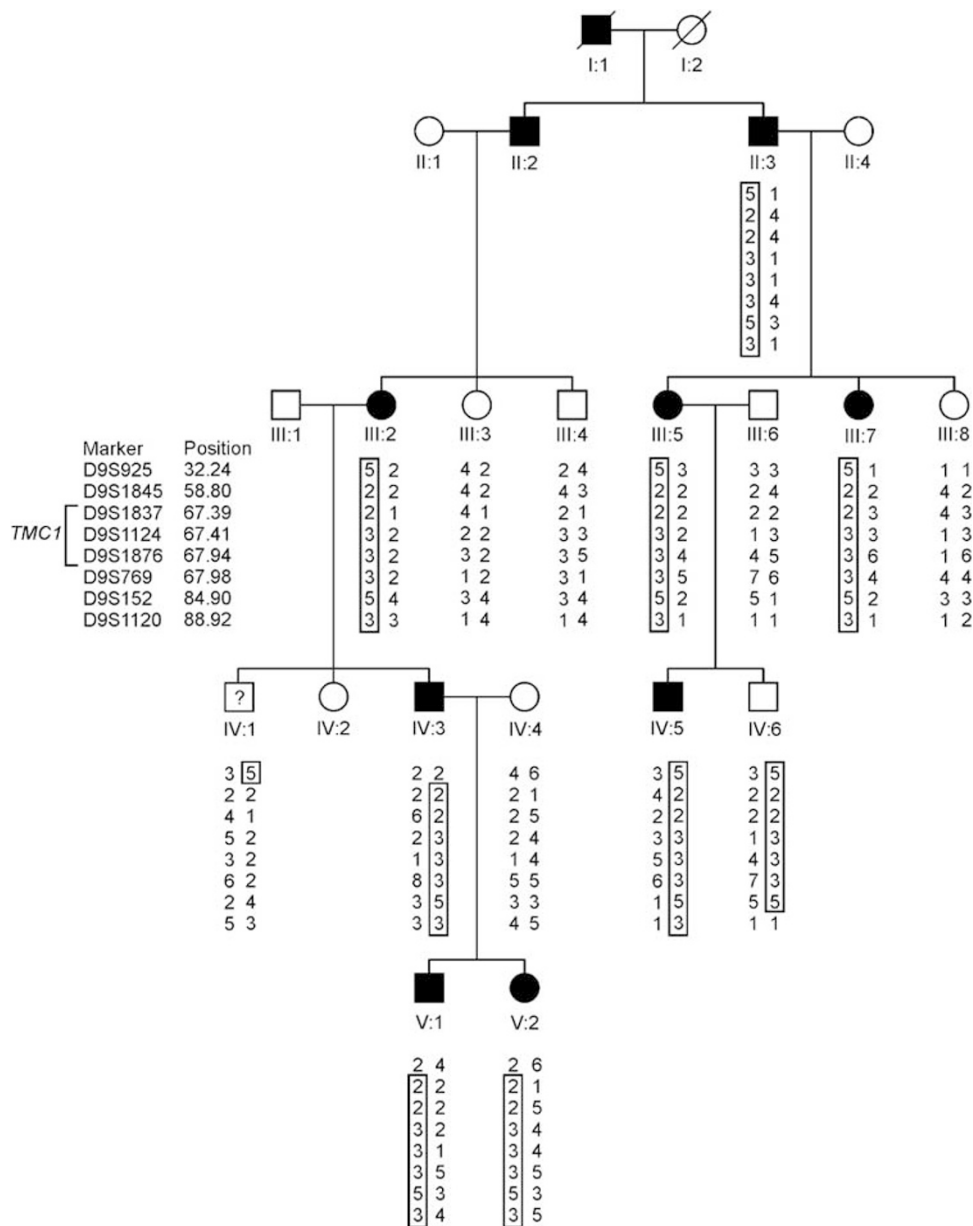 I:1 I:2
II:1 II:2 II:3 II:4
5 1
2 4
2 4
3 1
3 1
3 4
5 3
3 1
III:1 III:2 III:3 III:4 III:5 III:6 III:7 III:8
Marker Position
D9S925 32.24 5 2 4 2 2 4 5 3 3 3 5 1 1 1
D9S1845 58.80 2 2 4 2 4 3 2 2 2 4 2 2 4 2
D9S1837 67.39 2 1 4 1 2 1 2 2 2 2 2 3 4 3
TMC1 D9S1124 67.41 3 2 2 2 3 3 3 2 1 3 3 3 1 3
D9S1876 67.94 3 2 3 2 3 5 3 4 4 5 3 6 1 6
D9S769 67.98 3 2 1 2 3 1 3 5 7 6 3 4 4 4
D9S152 84.90 5 4 3 4 3 4 5 2 5 1 5 2 3 3
D9S1120 88.92 3 3 1 4 1 4 3 1 1 1 3 1 1 2
?
IV:1 IV:2 IV:3 IV:4 IV:5 IV:6
3 5 2 2 4 6 3 5 3 5
2 2 2 2 2 1 4 2 2 2
4 1 6 2 2 5 2 2 2 2
5 2 2 3 2 4 3 3 1 3
3 2 1 3 1 4 5 3 4 3
6 2 8 3 5 5 6 3 7 3
2 4 3 5 3 3 1 5 5 5
5 3 3 3 4 5 1 3 1 1
V:1 V:2
2 4 2 6
2 2 2 1
2 2 2 5
3 2 3 4
3 1 3 4
3 5 3 5
5 3 5 3
3 4 3 5